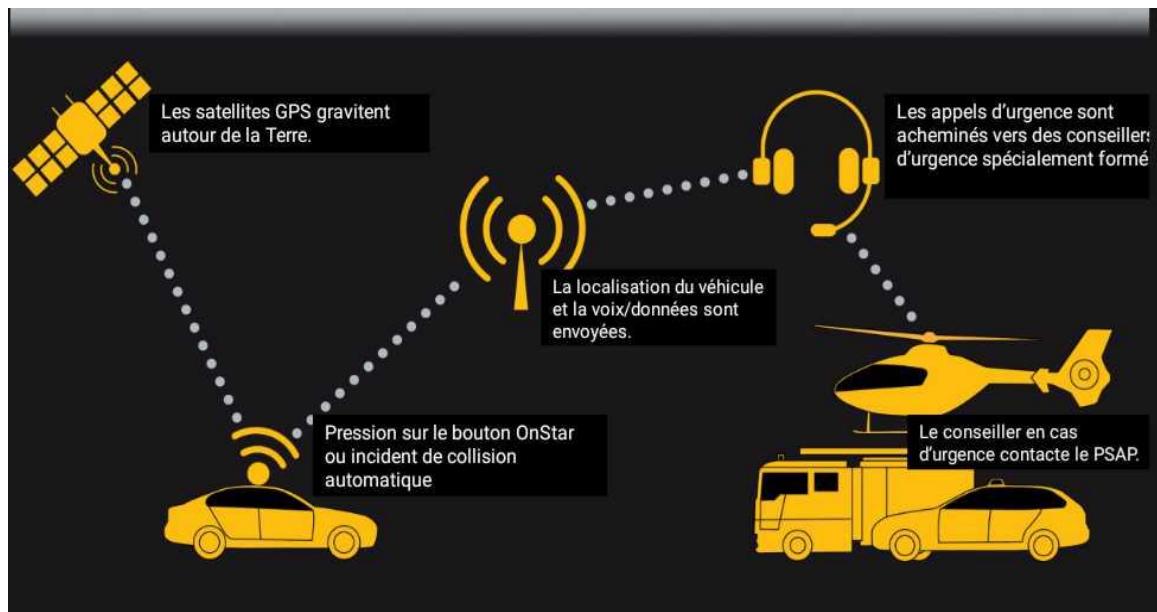 Les satellites GPS gravitent
autour de la Terre.
Les appels d'urgence sont
acheminés vers des conseillers
d'urgence spécialement formé
La localisation du véhicule
et la voix/données sont
envoyées.
Pression sur le bouton OnStar
ou incident de collision
automatique
Le conseiller en cas
d'urgence contacte le PSAP.